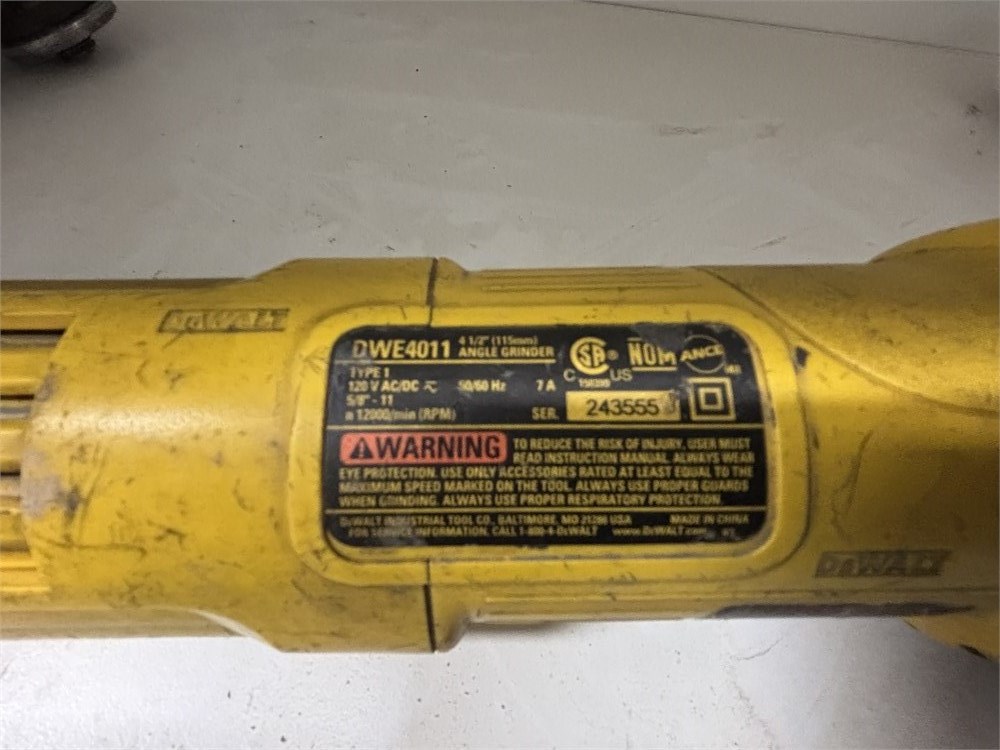 DEWALT
DWE4011 4 1/2" (115mm)
ANGLE GRINDER
TYPE 1
120 V AC/DC 50/60 Hz 7 A
5/8" - 11
n 12000/min (RPM)
SER. 243555
C SA ® US
NOM ANCE
WARNING TO REDUCE THE RISK OF INJURY, USER MUST
READ INSTRUCTION MANUAL. ALWAYS WEAR
EYE PROTECTION. USE ONLY ACCESSORIES RATED AT LEAST EQUAL TO THE
MAXIMUM SPEED MARKED ON THE TOOL. ALWAYS USE PROPER GUARDS
WHEN GRINDING. ALWAYS USE PROPER RESPIRATORY PROTECTION.
DEWALT INDUSTRIAL TOOL CO., BALTIMORE, MD 21286 USA MADE IN CHINA
FOR SERVICE INFORMATION, CALL 1-800-4-DEWALT www.DEWALT.com
DEWALT